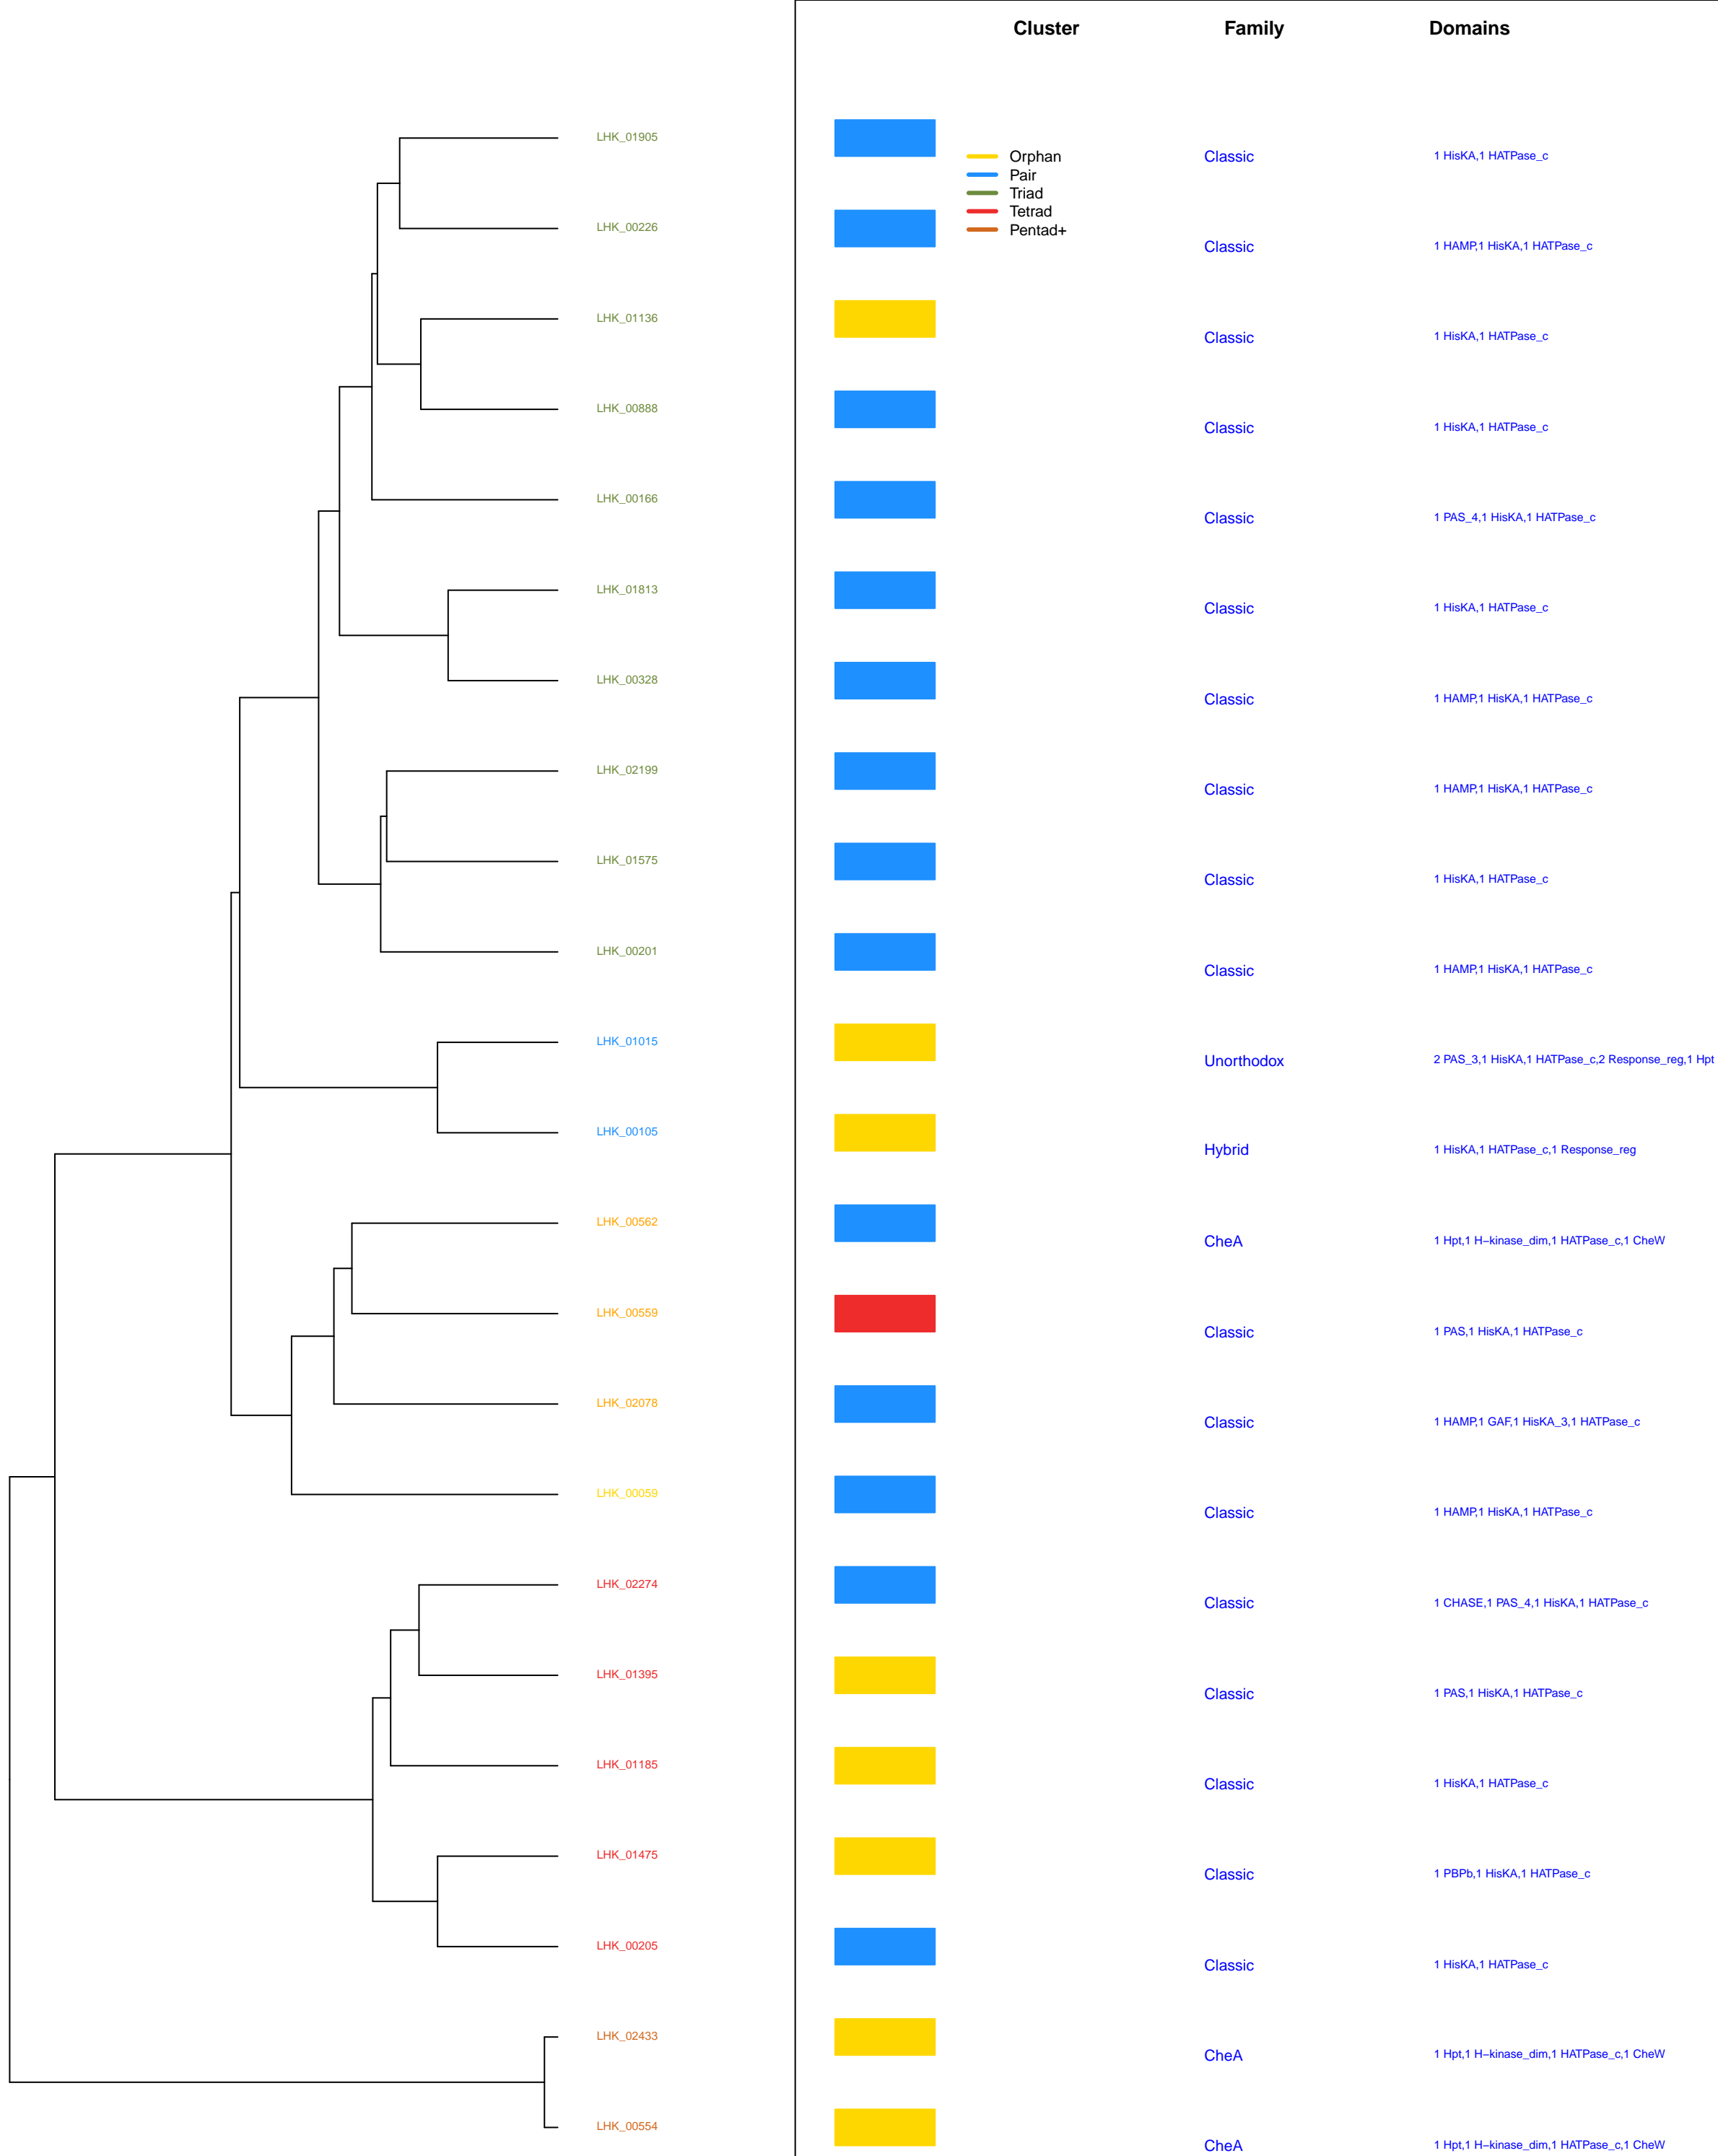 Cluster Family Domains
LHK_01905
Orphan
Classic 1 HisKA,1 HATPase_c
Pair
Triad
Tetrad
LHK_00226
Pentad+
Classic 1 HAMP,1 HisKA,1 HATPase_c
LHK_01136
Classic 1 HisKA,1 HATPase_c
LHK_00888
Classic 1 HisKA,1 HATPase_c
LHK_00166
Classic 1 PAS_4,1 HisKA,1 HATPase_c
LHK_01813
Classic 1 HisKA,1 HATPase_c
LHK_00328
Classic 1 HAMP,1 HisKA,1 HATPase_c
LHK_02199
Classic 1 HAMP,1 HisKA,1 HATPase_c
LHK_01575
Classic 1 HisKA,1 HATPase_c
LHK_00201
Classic 1 HAMP,1 HisKA,1 HATPase_c
LHK_01015
Unorthodox 2 PAS_3,1 HisKA,1 HATPase_c,2 Response_reg,1 Hpt
LHK_00105
Hybrid 1 HisKA,1 HATPase_c,1 Response_reg
LHK_00562
CheA 1 Hpt,1 H−kinase_dim,1 HATPase_c,1 CheW
LHK_00559
Classic 1 PAS,1 HisKA,1 HATPase_c
LHK_02078
Classic 1 HAMP,1 GAF,1 HisKA_3,1 HATPase_c
LHK_00059
Classic 1 HAMP,1 HisKA,1 HATPase_c
LHK_02274
Classic 1 CHASE,1 PAS_4,1 HisKA,1 HATPase_c
LHK_01395
Classic 1 PAS,1 HisKA,1 HATPase_c
LHK_01185
Classic 1 HisKA,1 HATPase_c
LHK_01475
Classic 1 PBPb,1 HisKA,1 HATPase_c
LHK_00205
Classic 1 HisKA,1 HATPase_c
LHK_02433
CheA 1 Hpt,1 H−kinase_dim,1 HATPase_c,1 CheW
LHK_00554
CheA 1 Hpt,1 H−kinase_dim,1 HATPase_c,1 CheW